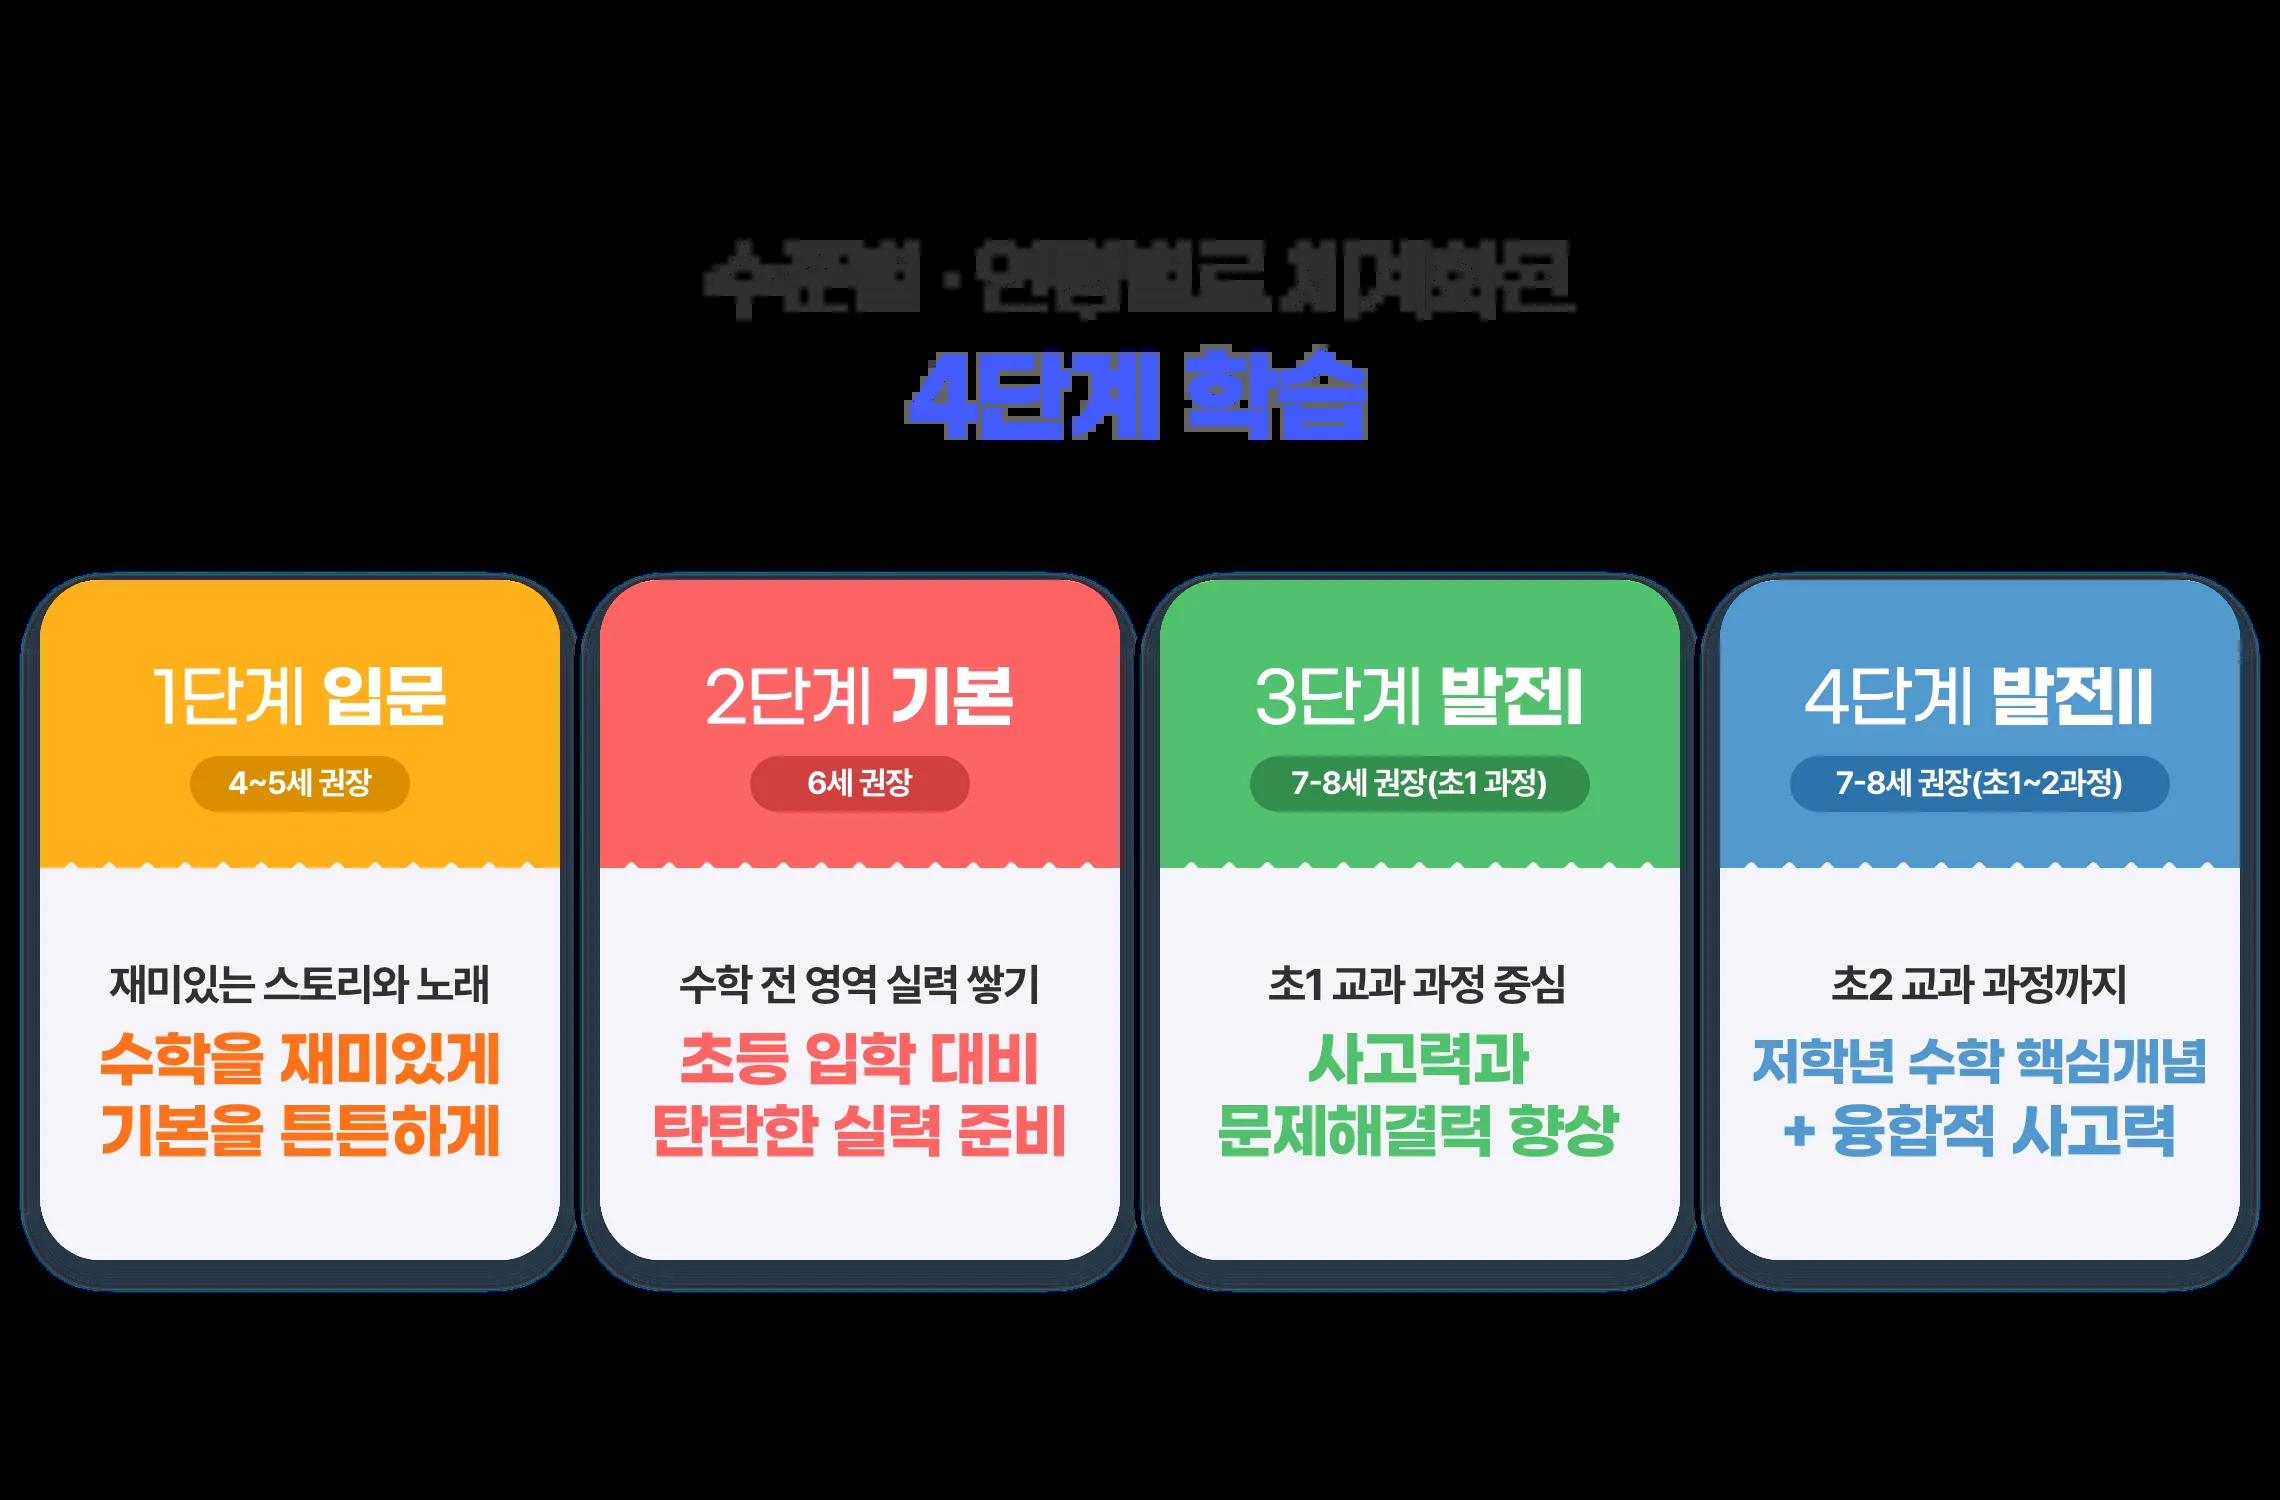 수준별 · 연령별로 체계화된
4단계 학습
1단계 입문
4~5세 권장
재미있는 스토리와 노래
수학을 재미있게
기본을 튼튼하게
2단계 기본
6세 권장
수학 전 영역 실력 쌓기
초등 입학 대비
탄탄한 실력 준비
3단계 발전I
7-8세 권장(초1 과정)
초1 교과 과정 중심
사고력과
문제해결력 향상
4단계 발전II
7-8세 권장(초1~2과정)
초2 교과 과정까지
저학년 수학 핵심개념
+ 융합적 사고력